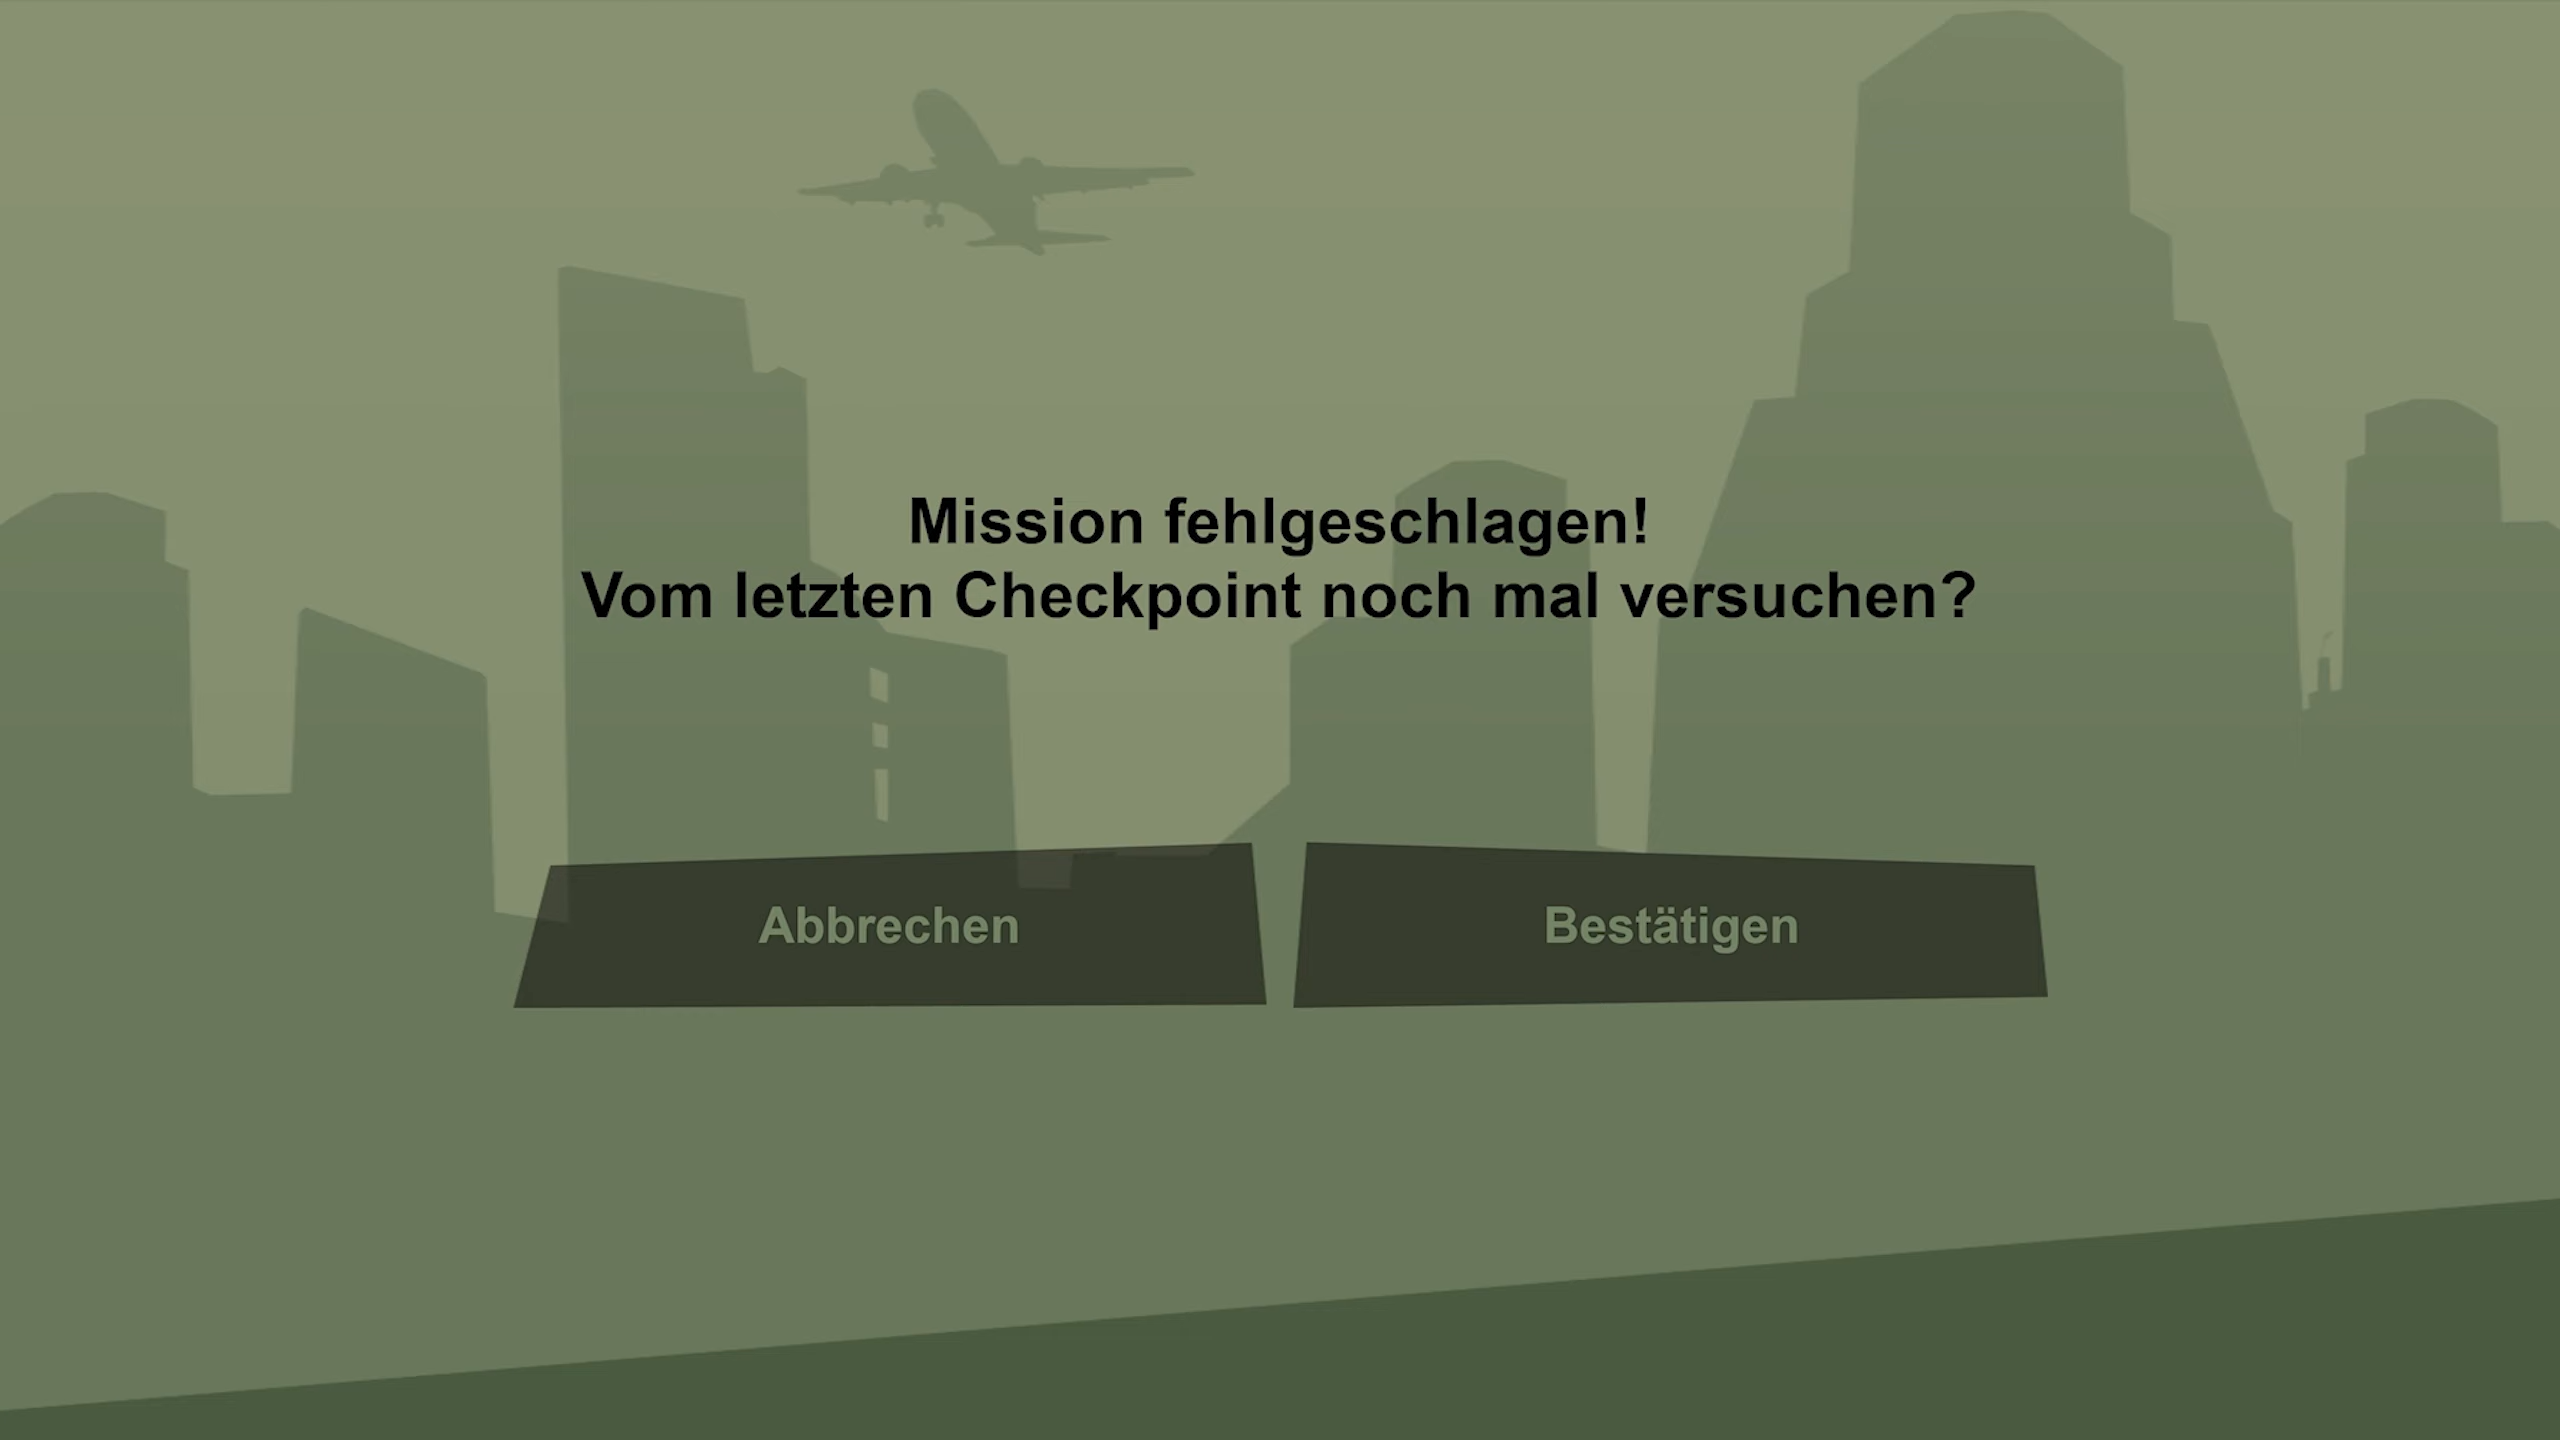 Mission fehlgeschlagen!
Vom letzten Checkpoint noch mal versuchen?
Abbrechen
Bestätigen